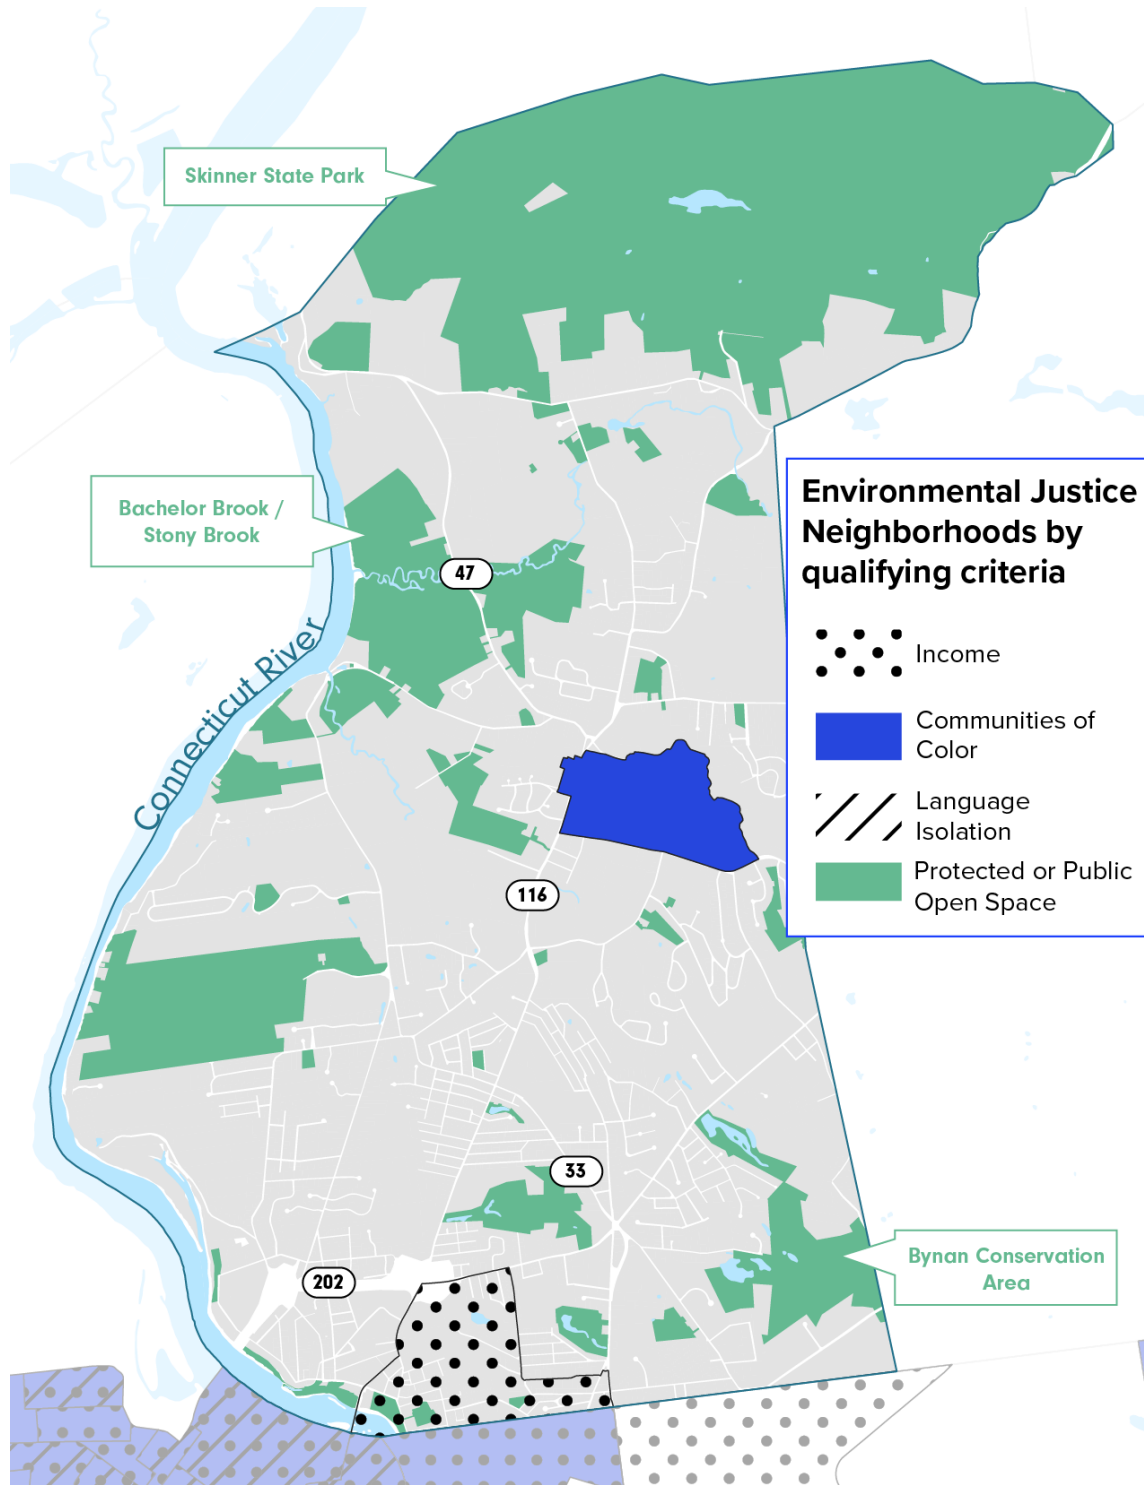 Skinner State Park
Bachelor Brook /
Stony Brook
47
Connecticut River
116
33
202
Bynan Conservation
Area
Environmental Justice
Neighborhoods by
qualifying criteria
Income
Communities of
Color
Language
Isolation
Protected or Public
Open Space